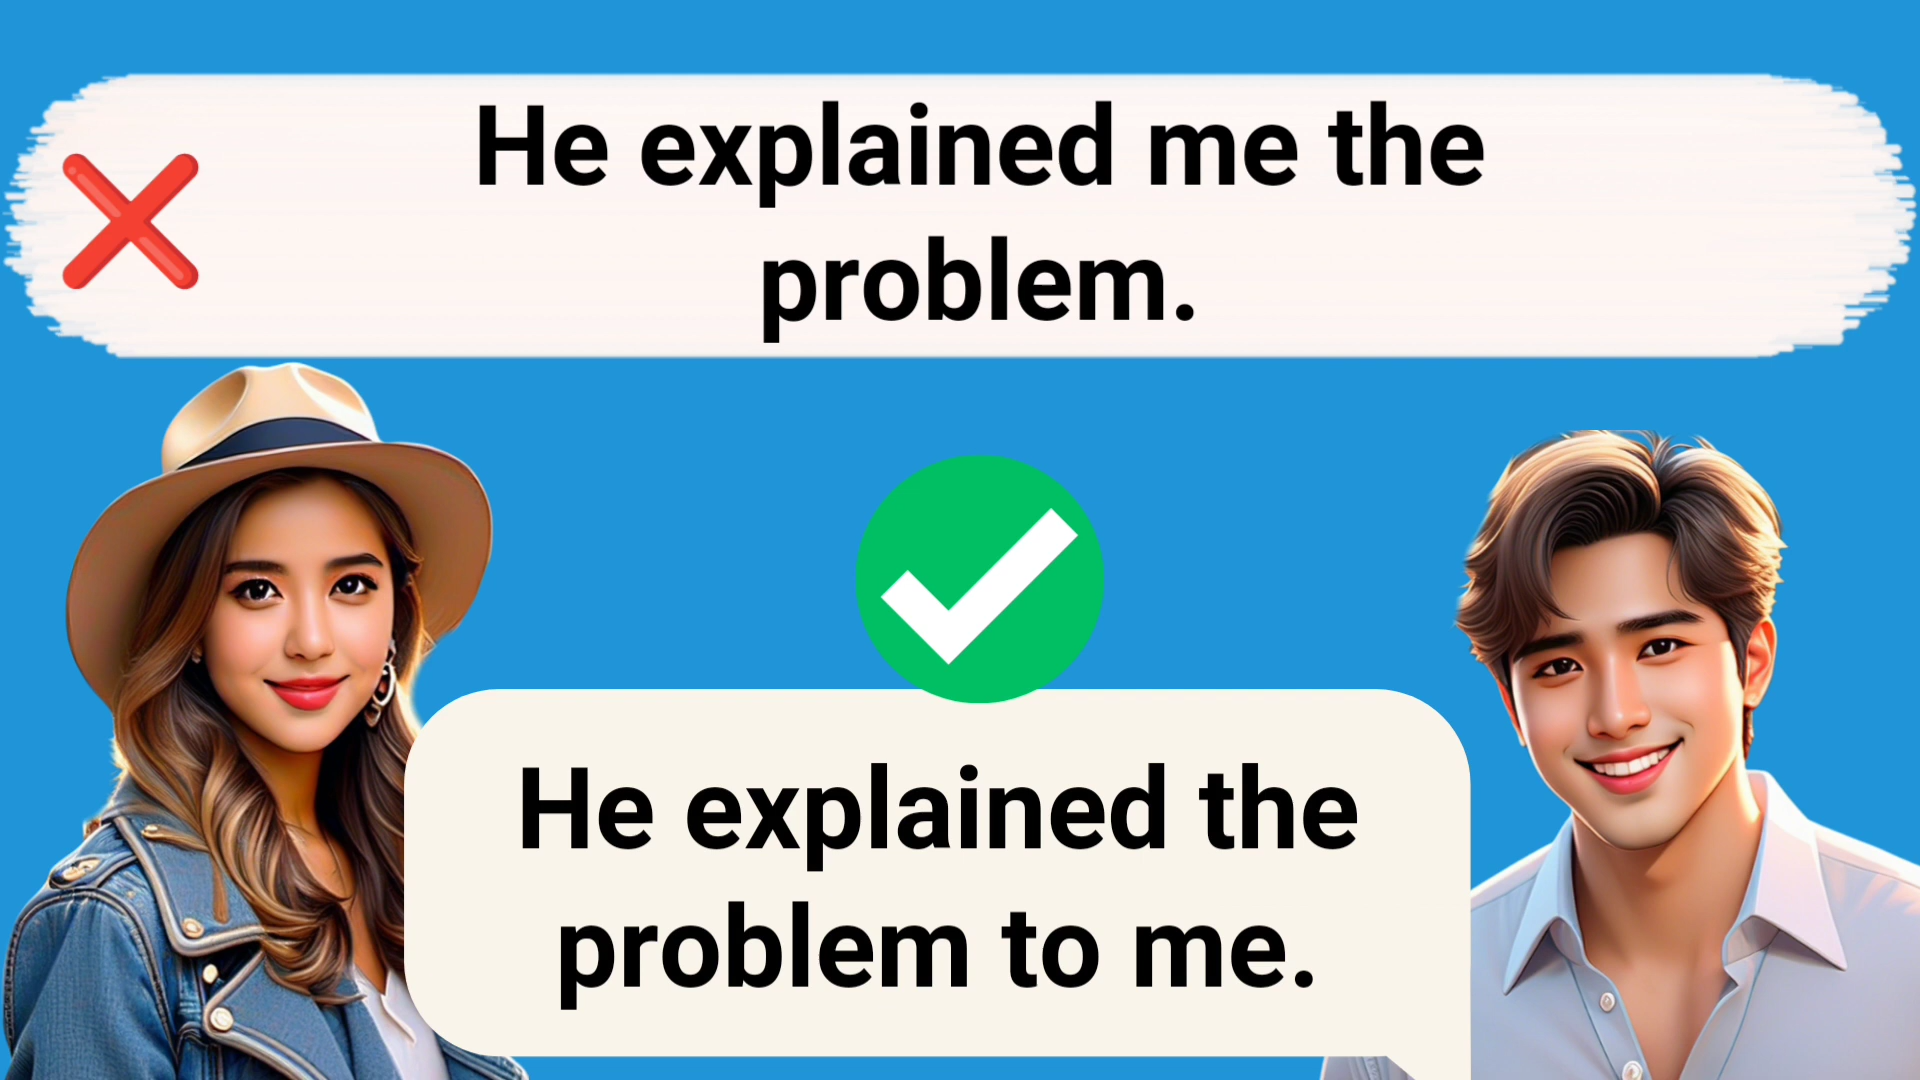 He explained me the
problem.
He explained the
problem to me.